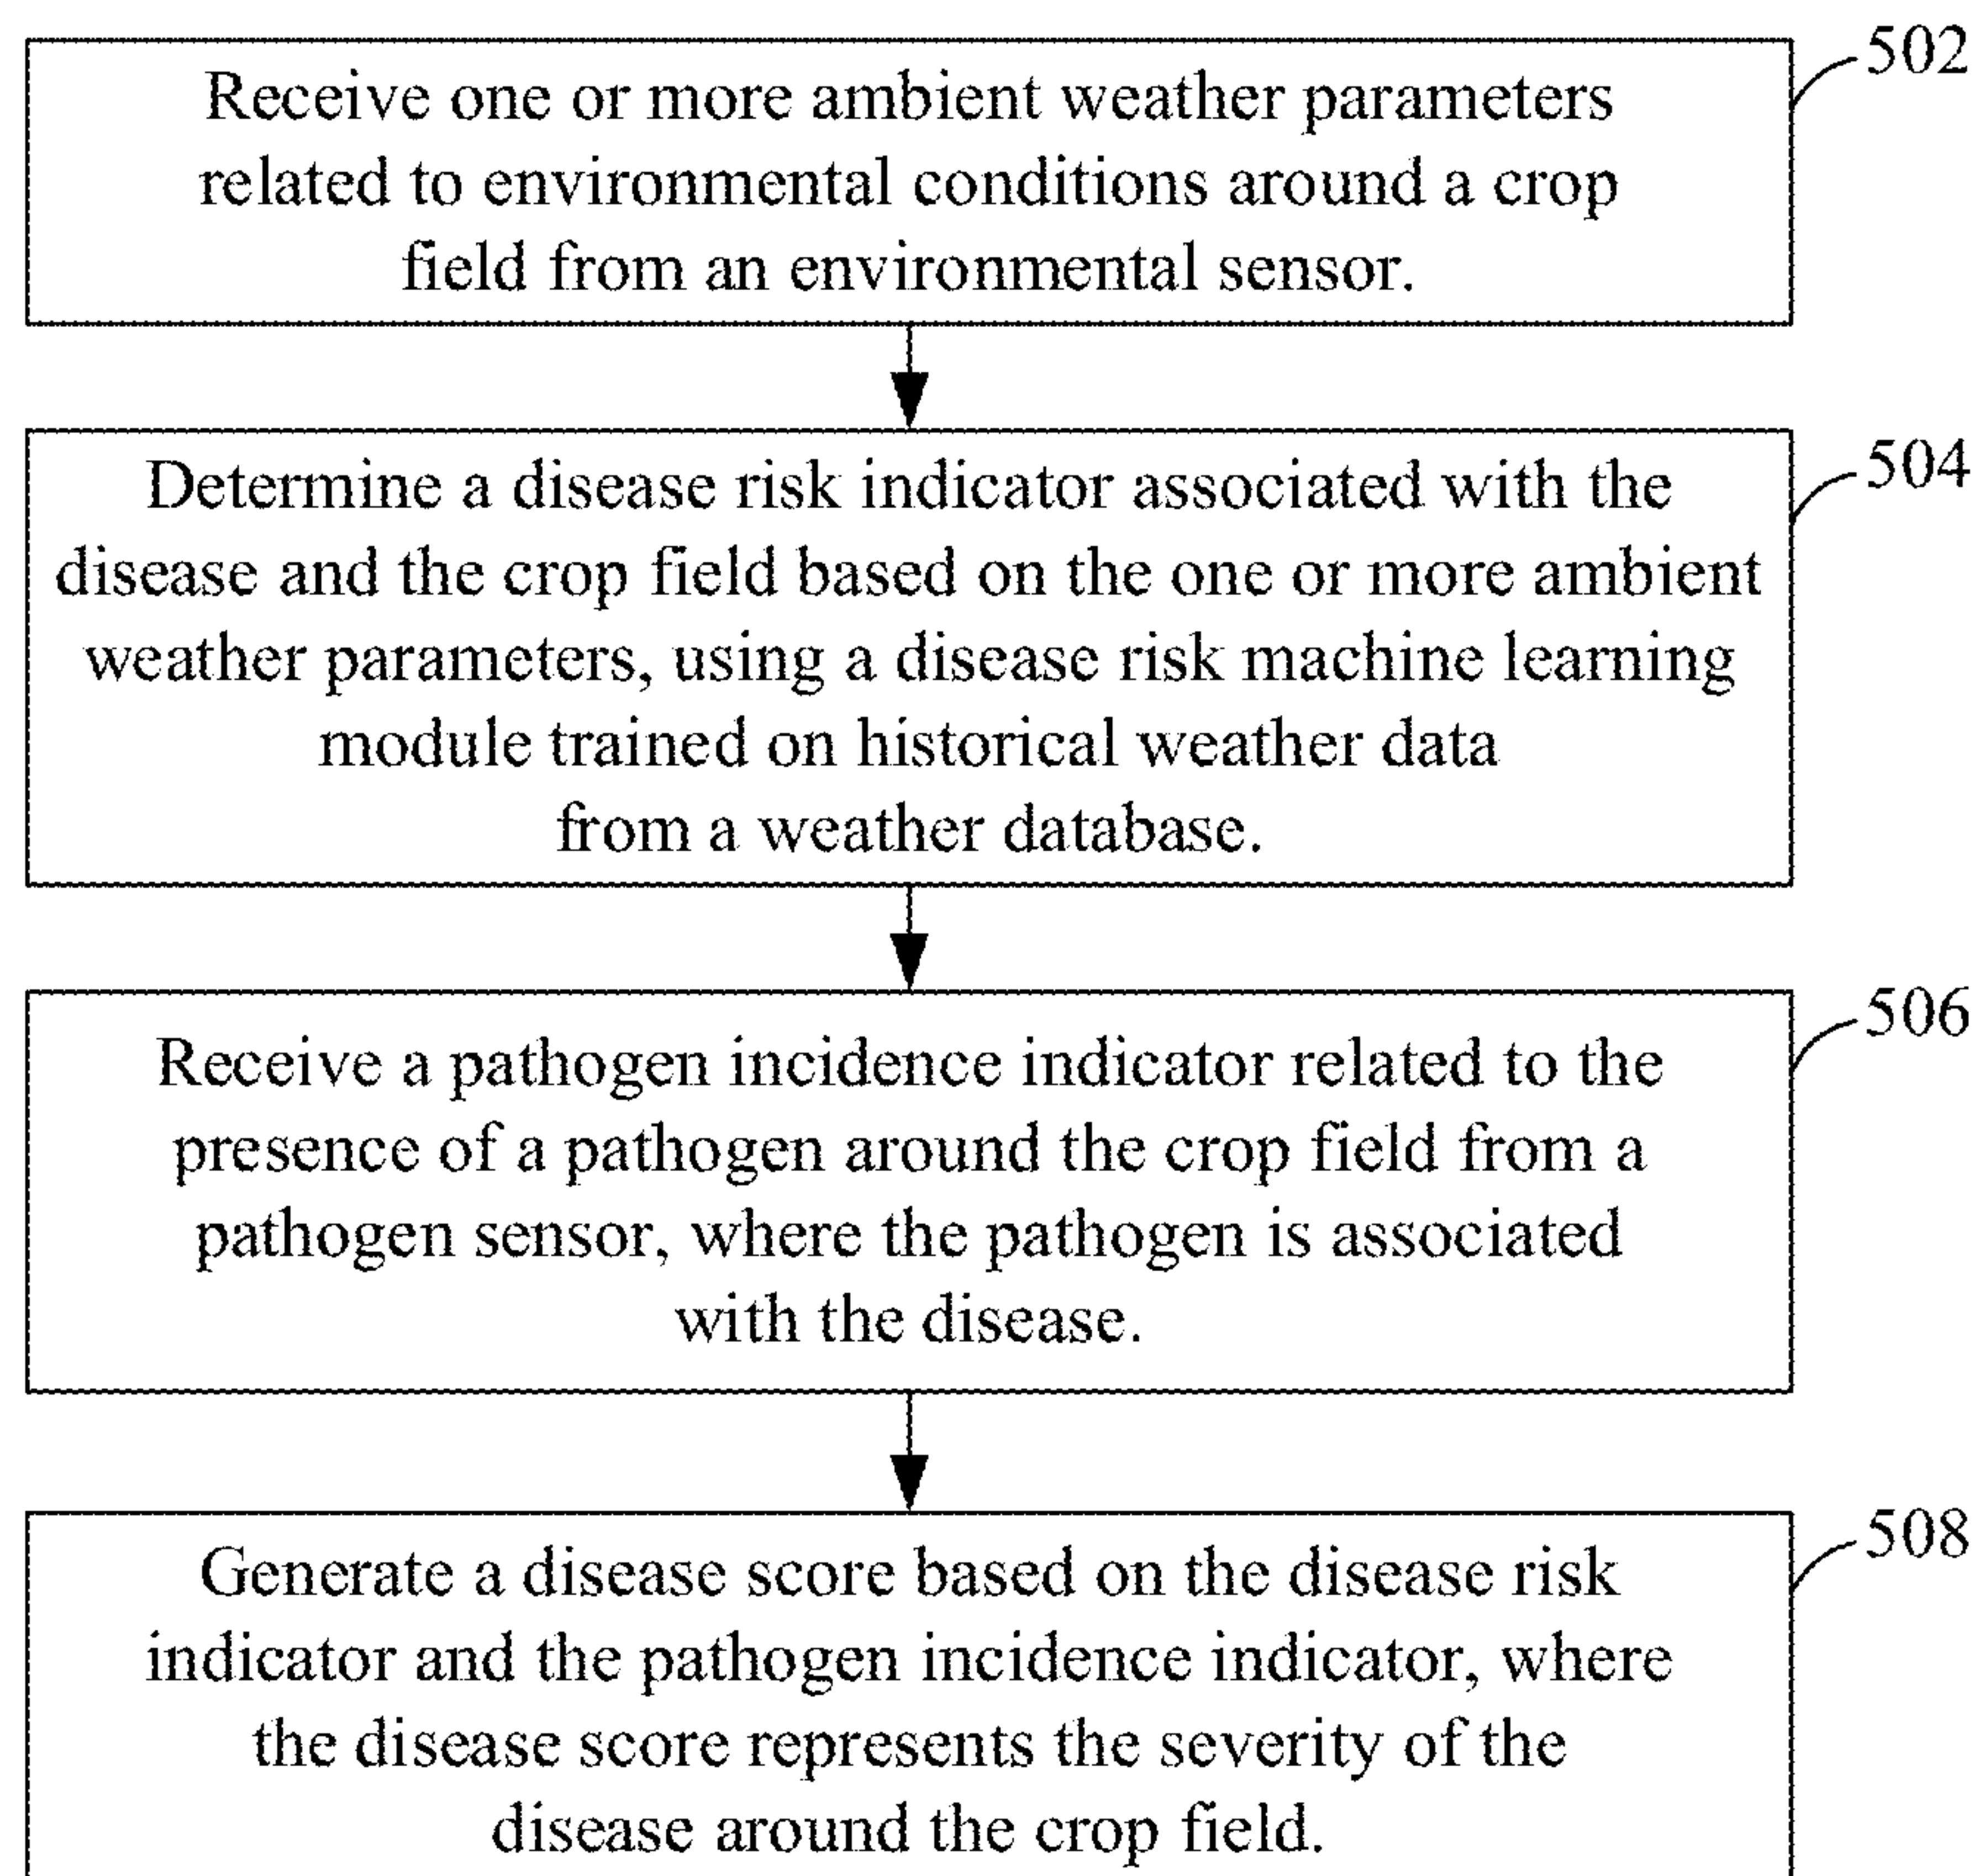 502
Receive one or more ambient weather parameters
related to environmental conditions around a crop
field from an environmental sensor.
504
Determine a disease risk indicator associated with the
disease and the crop field based on the one or more ambient
weather parameters, using a disease risk machine learning
module trained on historical weather data
from a weather database.
506
Receive a pathogen incidence indicator related to the
presence of a pathogen around the crop field from a
pathogen sensor, where the pathogen is associated
with the disease.
508
Generate a disease score based on the disease risk
indicator and the pathogen incidence indicator, where
the disease score represents the severity of the
disease around the crop field.